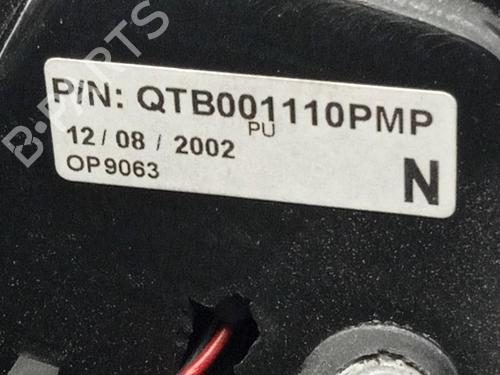 P/N: QTB001110PMP
PU
12/08/2002
OP9063
N
B-PARTS